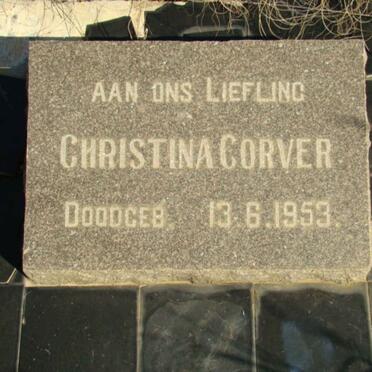 AAN ONS LIEFLING
CHRISTINA CORVER
DOODGEB. 13.6.1953.